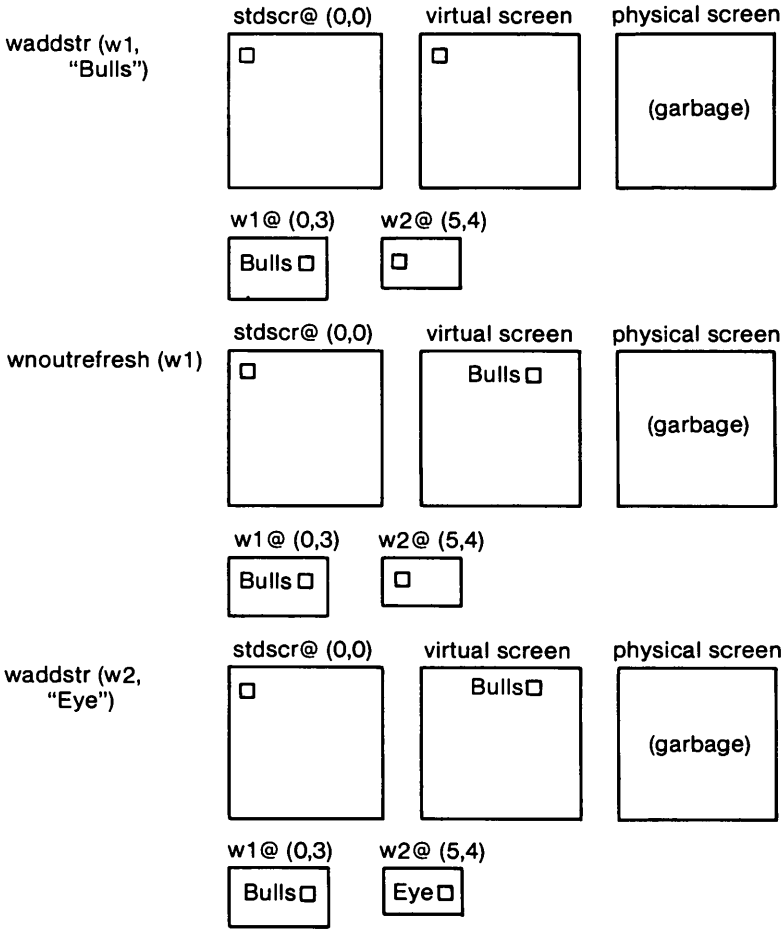 stdscr@ (0,0) virtual screen physical screen
waddstr (w1,
"Bulls")
(garbage)
w1@ (0,3) w2@ (5,4)
Bulls
stdscr@ (0,0) virtual screen physical screen
wnoutrefresh (w1)
Bulls
(garbage)
w1@ (0,3) w2@ (5,4)
Bulls
stdscr@ (0,0) virtual screen physical screen
waddstr (w2,
"Eye")
Bulls
(garbage)
w1@ (0,3) w2@ (5,4)
Bulls Eye